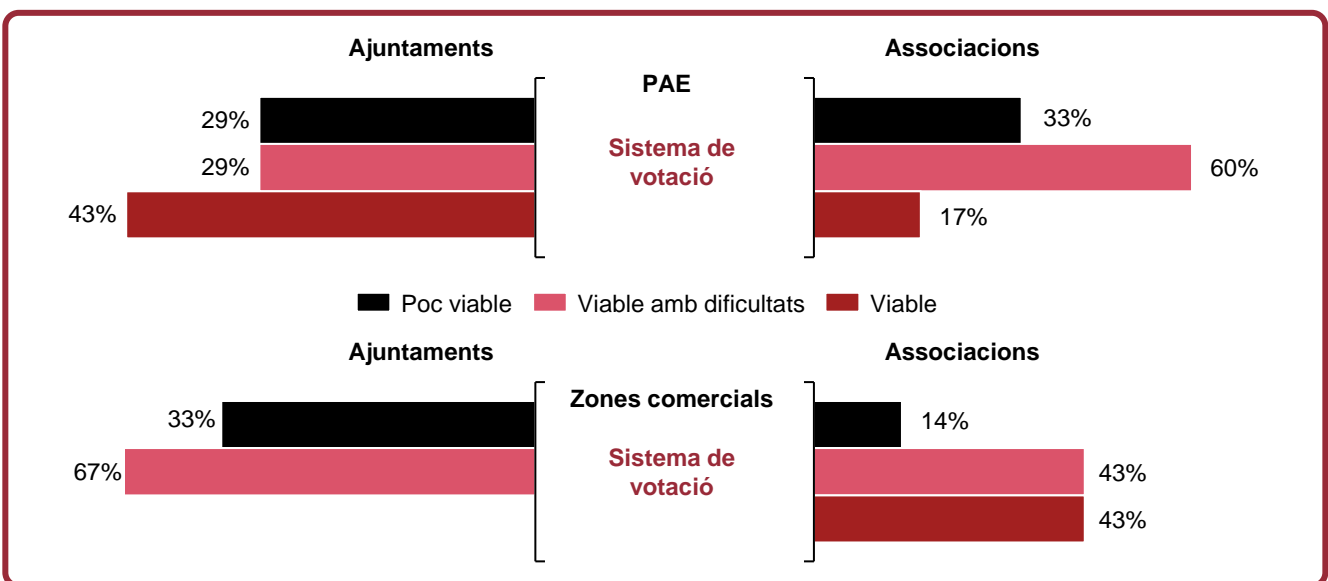 Ajuntaments
Associacions
PAE
29%
33%
Sistema de
votació
29%
60%
43%
17%
Poc viable
Viable amb dificultats
Viable
Ajuntaments
Associacions
Zones comercials
33%
14%
Sistema de
votació
67%
43%
43%